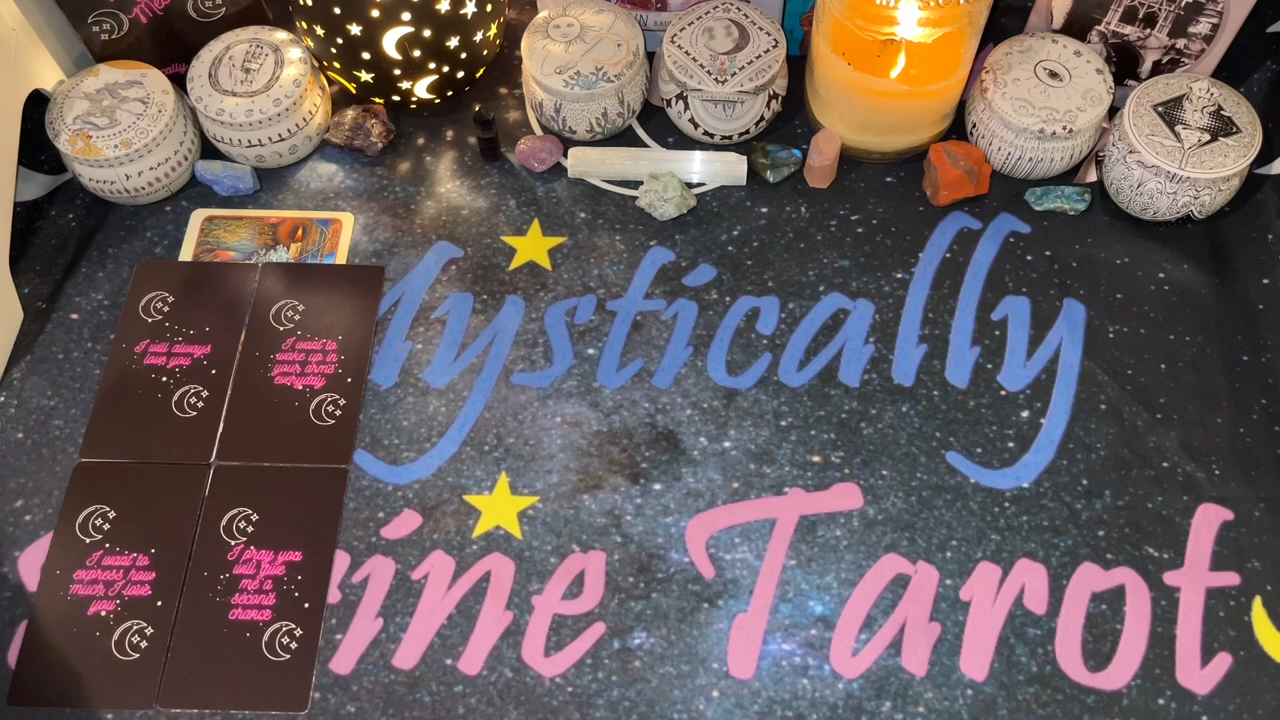 Mystically
ine Tarot
I will always
love you
I want to
wake up in
your arms
everyday
I want to
express how
much I love
you
I pray you
will give
me a
second
chance